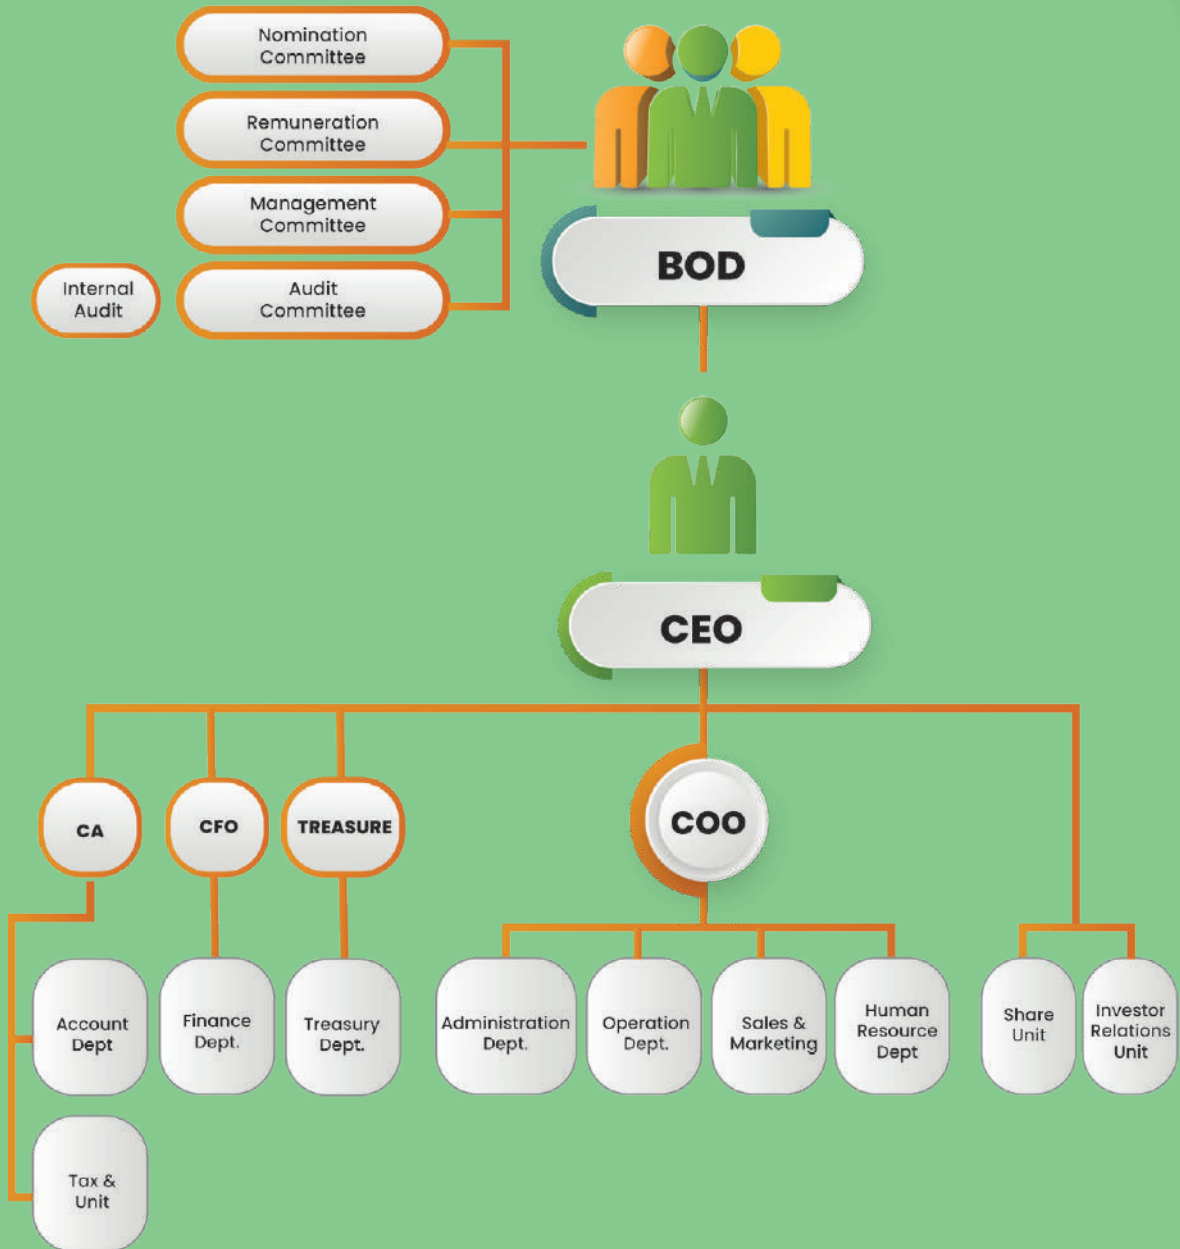 Nomination
Committee
Remuneration
Committee
Management
Committee
Internal
Audit
Audit
Committee
BOD
CEO
CA
CFO
TREASURE
COO
Account
Dept
Finance
Dept.
Treasury
Dept.
Administration
Dept.
Operation
Dept.
Sales &
Marketing
Human
Resource
Dept
Share
Unit
Investor
Relations
Unit
Tax &
Unit